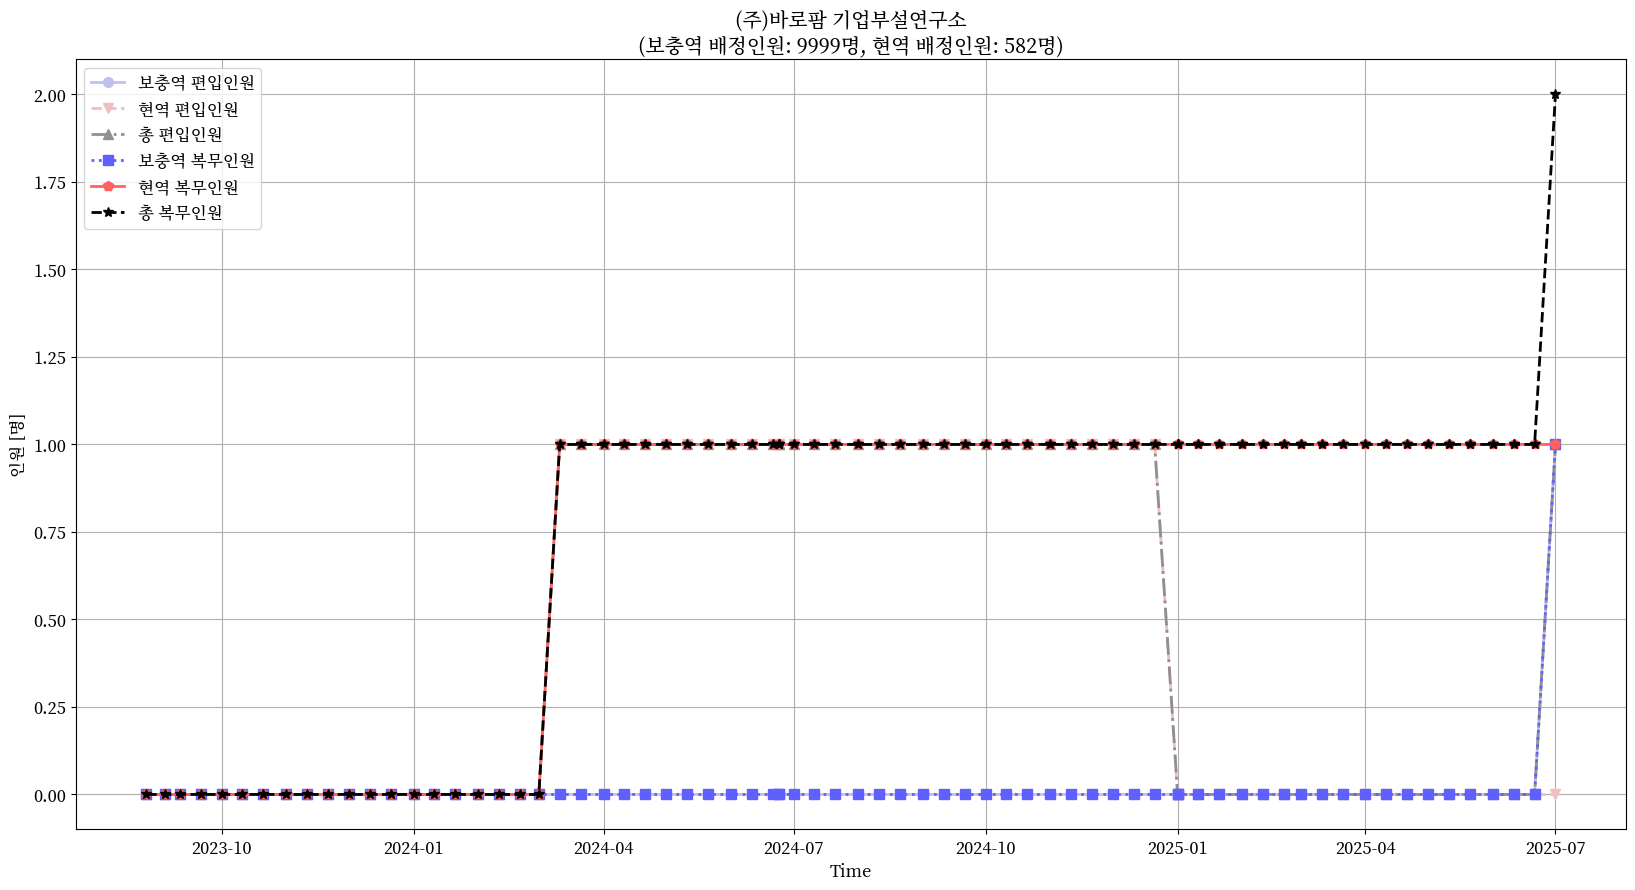 (주)바로팜 기업부설연구소
(보충역 배정인원: 9999명, 현역 배정인원: 582명)
보충역 편입인원
현역 편입인원
총 편입인원
보충역 복무인원
현역 복무인원
총 복무인원
2.00
1.75
1.50
1.25
1.00
0.75
0.50
0.25
0.00
인원 [명]
2023-10
2024-01
2024-04
2024-07
2024-10
2025-01
2025-04
2025-07
Time